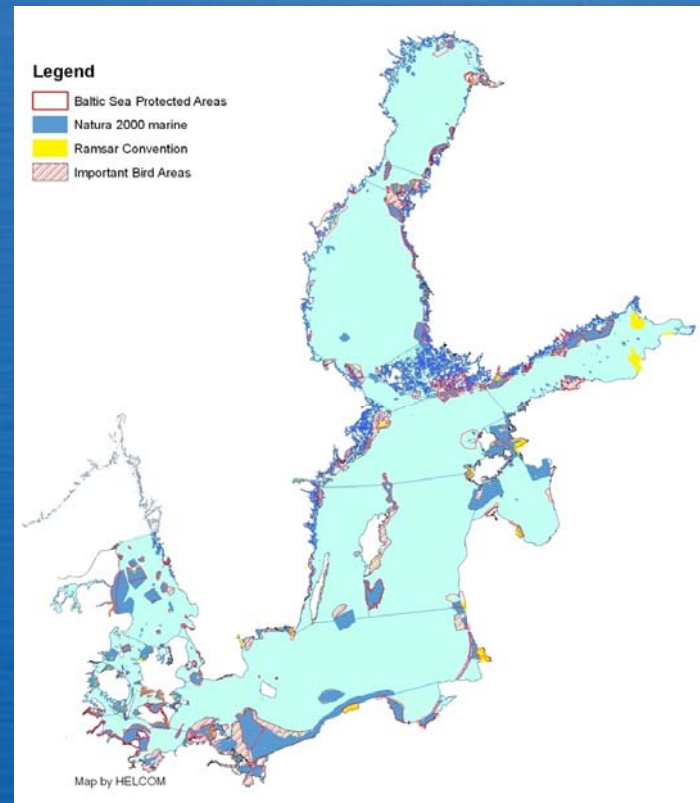 Legend
Baltic Sea Protected Areas
Natura 2000 marine
Ramsar Convention
Important Bird Areas
Map by HELCOM